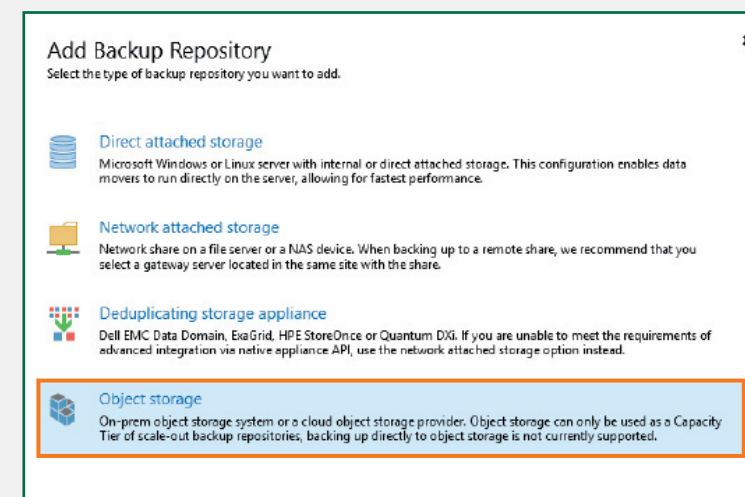 Add Backup Repository
Select the type of backup repository you want to add.
Direct attached storage
Microsoft Windows or Linux server with internal or direct attached storage. This configuration enables data
movers to run directly on the server, allowing for fastest performance.
Network attached storage
Network share on a file server or a NAS device. When backing up to a remote share, we recommend that you
select a gateway server located in the same site with the share.
Deduplicating storage appliance
Dell EMC Data Domain, ExaGrid, HPE StoreOnce or Quantum DXi. If you are unable to meet the requirements of
advanced integration via native appliance API, use the network attached storage option instead.
Object storage
On-prem object storage system or a cloud object storage provider. Object storage can only be used as a Capacity
Tier of scale-out backup repositories, backing up directly to object storage is not currently supported.